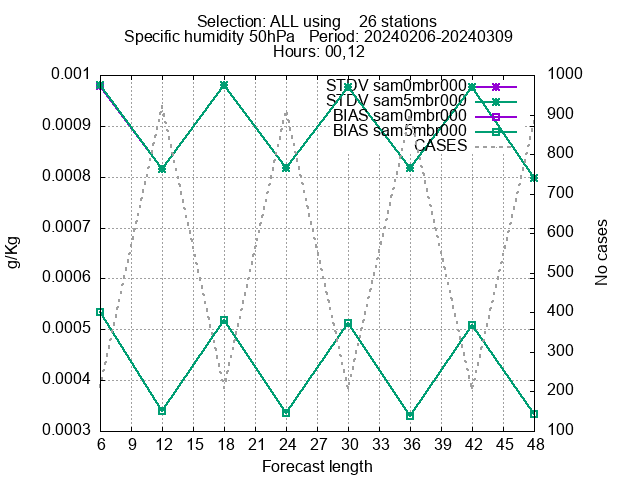 Selection: ALL using    26 stations
Specific humidity 50hPa   Period: 20240206-20240309
Hours: 00,12
STDV sam0mbr000
STDV sam5mbr000
BIAS sam0mbr000
BIAS sam5mbr000
CASES
g/Kg
0.001
0.0009
0.0008
0.0007
0.0006
0.0005
0.0004
0.0003
No cases
1000
900
800
700
600
500
400
300
200
100
6 9 12 15 18 21 24 27 30 33 36 39 42 45 48
Forecast length